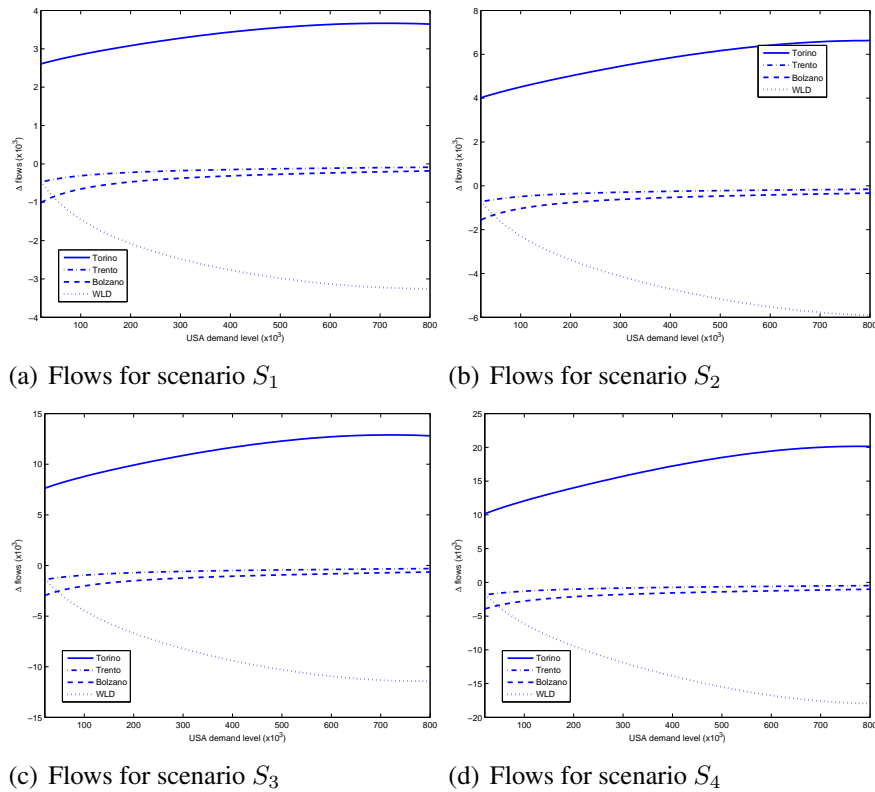 4
3
2
1
0
−1
−2
−3
−4
Δ flows (x10³)
Torino
Trento
Bolzano
WLD
100 200 300 400 500 600 700 800
USA demand level (x10³)
(a) Flows for scenario S₁
8
6
4
2
0
−2
−4
−6
Δ flows (x10³)
Torino
Trento
Bolzano
WLD
100 200 300 400 500 600 700 800
USA demand level (x10³)
(b) Flows for scenario S₂
15
10
5
0
−5
−10
−15
Δ flows (x10³)
Torino
Trento
Bolzano
WLD
100 200 300 400 500 600 700 800
USA demand level (x10³)
(c) Flows for scenario S₃
25
20
15
10
5
0
−5
−10
−15
−20
Δ flows (x10³)
Torino
Trento
Bolzano
WLD
100 200 300 400 500 600 700 800
USA demand level (x10³)
(d) Flows for scenario S₄